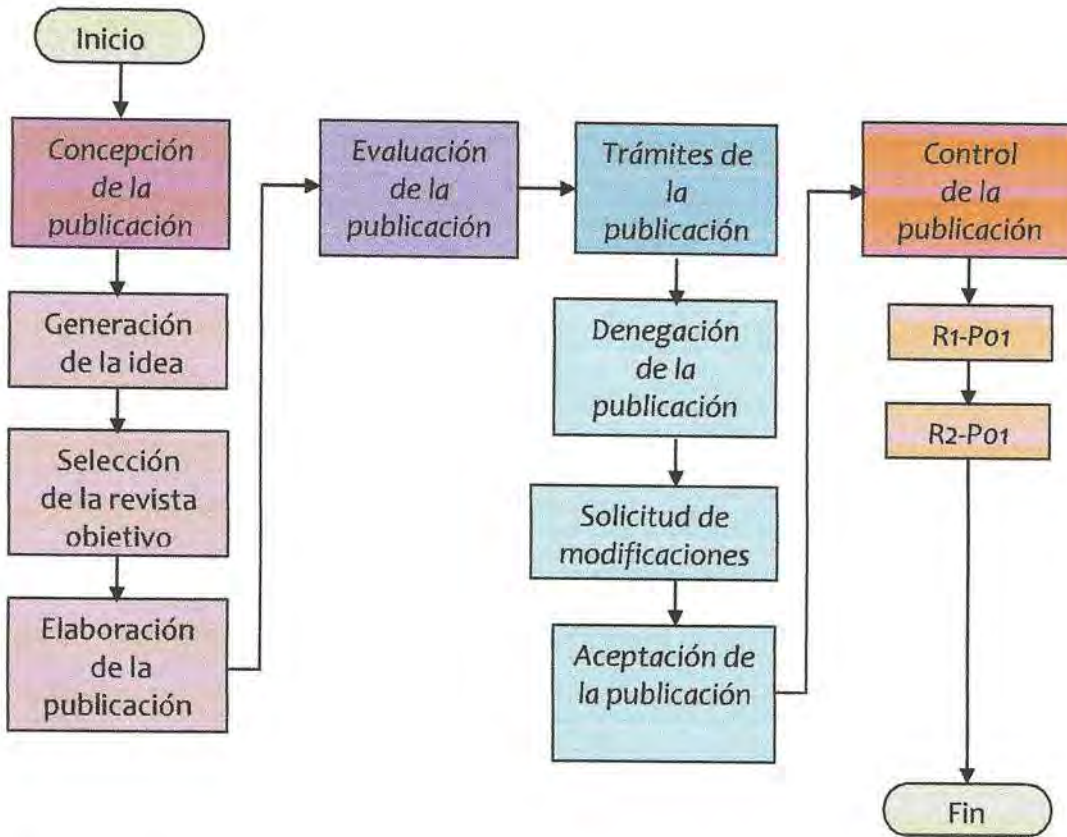 Inicio
Concepción
de la
publicación
Generación
de la idea
Selección
de la revista
obietivo
Elaboración
de la
publicación
Evaluación
de la
publicación
Trámites de
la
publicación
Denegación
de la
publicación
Solicitud de
modificaciones
Aceptación de
la publicación
Control
de la
publicación
R1-P01
R2-P01
Fin